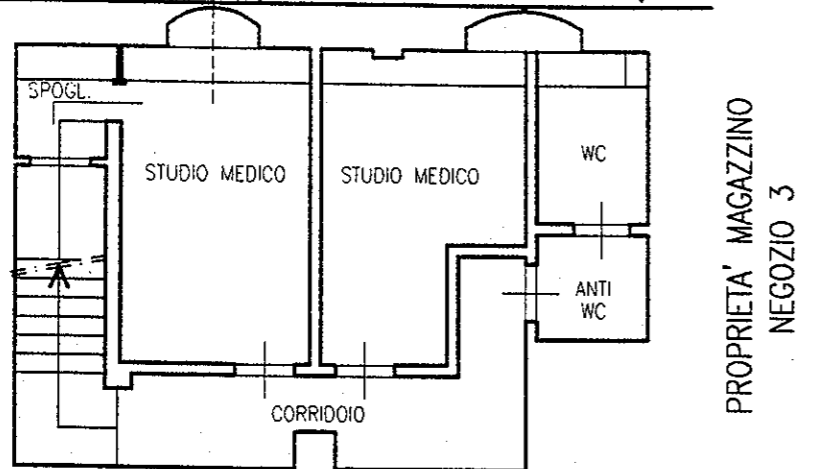 SPOGL.
STUDIO MEDICO
STUDIO MEDICO
WC
ANTI
WC
CORRIDOIO
PROPRIETA' MAGAZZINO
NEGOZIO 3